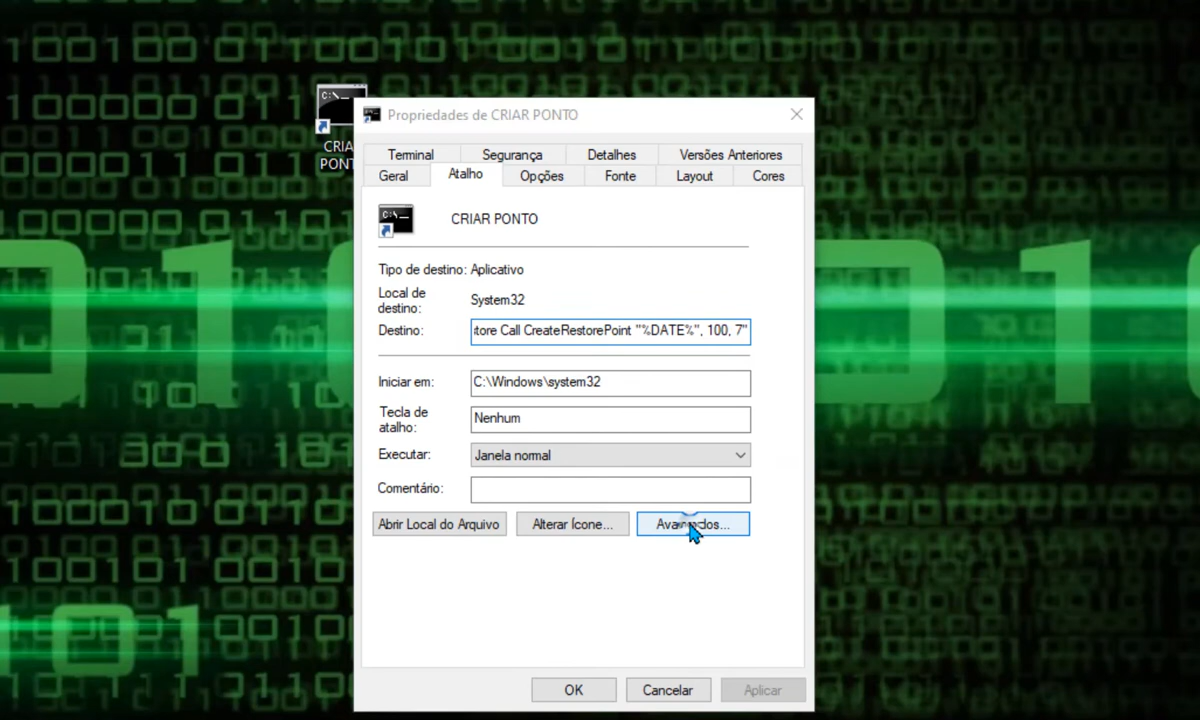 CRIA
PONT
Propriedades de CRIAR PONTO
Terminal Segurança Detalhes Versões Anteriores
Geral Atalho Opções Fonte Layout Cores
CRIAR PONTO
Tipo de destino: Aplicativo
Local de
destino:
System32
Destino: tore Call CreateRestorePoint "%DATE%", 100, 7"
Iniciar em: C:\Windows\system32
Tecla de
atalho:
Nenhum
Executar: Janela normal
Comentário:
Abrir Local do Arquivo Alterar Ícone... Avançados...
OK Cancelar Aplicar